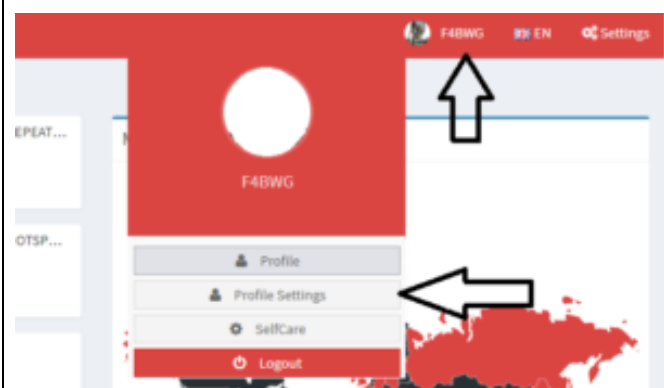 F4BWG EN Settings
EPEAT...
F4BWG
OTSP...
Profile
Profile Settings
SelfCare
Logout